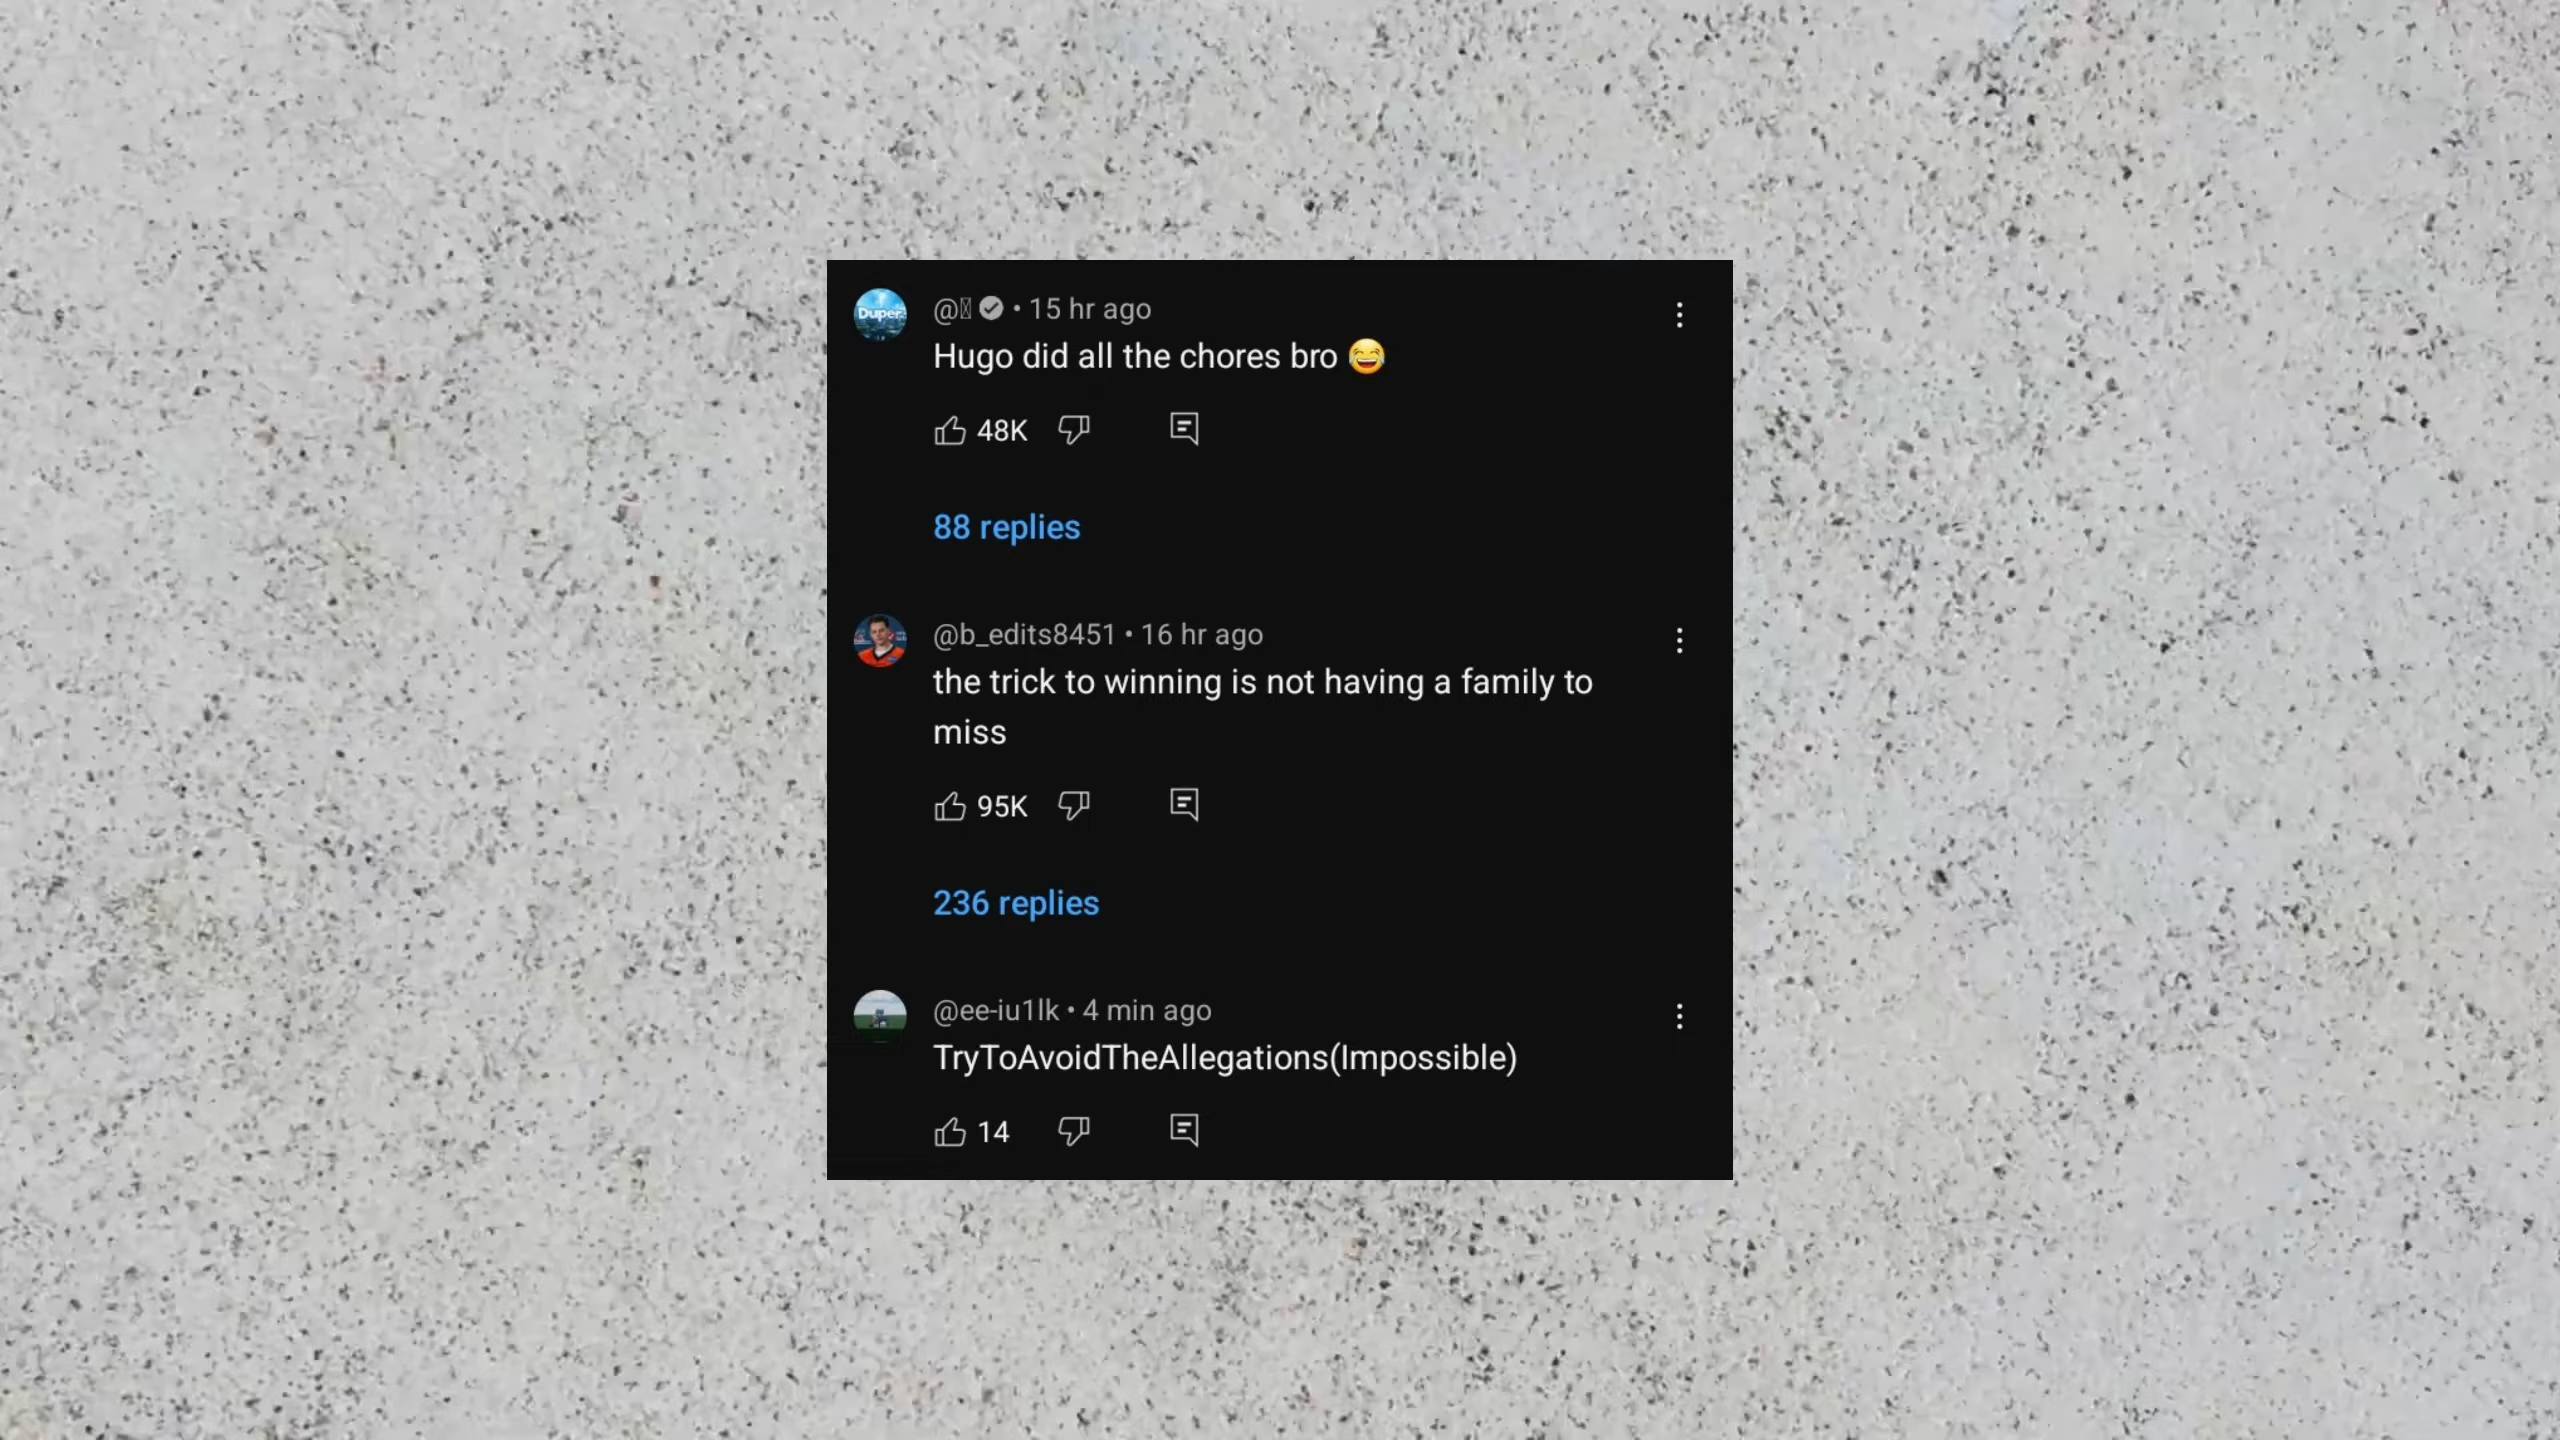 Duper
@ • 15 hr ago
Hugo did all the chores bro 😂
48K
88 replies
@b_edits8451 • 16 hr ago
the trick to winning is not having a family to
miss
95K
236 replies
@ee-iu1lk • 4 min ago
TryToAvoidTheAllegations(Impossible)
14